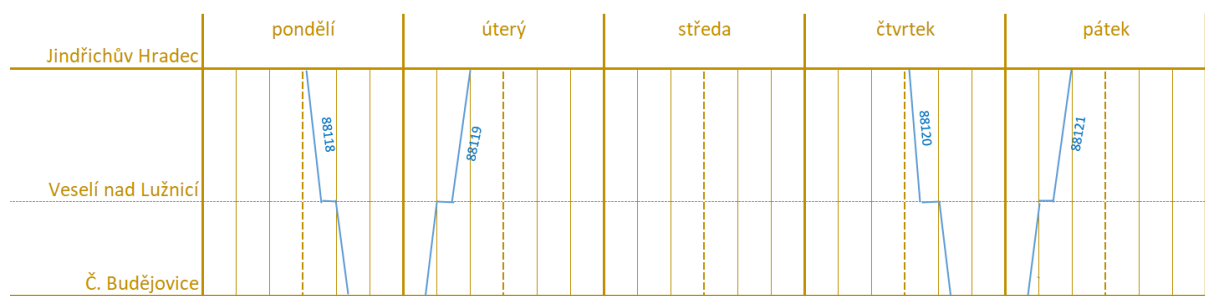 pondělí úterý středa čtvrtek pátek
Jindřichův Hradec
88118 88119 88120 88121
Veselí nad Lužnicí
Č. Budějovice